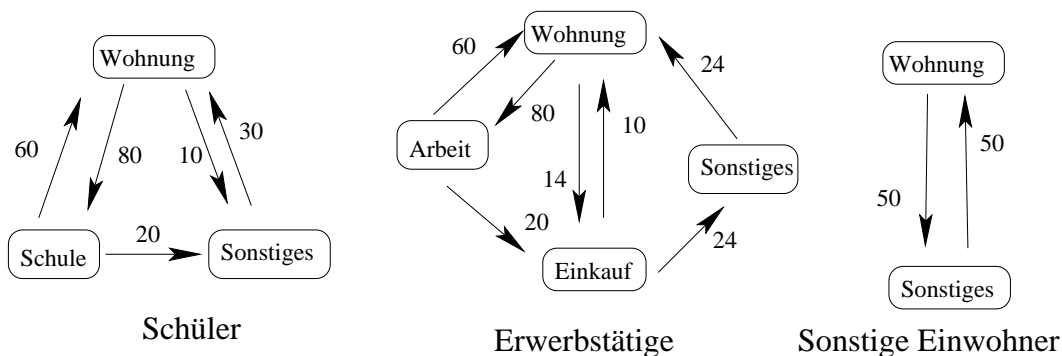 Wohnung
60
80
10
30
Schule
20
Sonstiges
Schüler
Wohnung
60
80
24
Arbeit
14
10
Sonstiges
20
24
Einkauf
Erwerbstätige
Wohnung
50
50
Sonstiges
Sonstige Einwohner